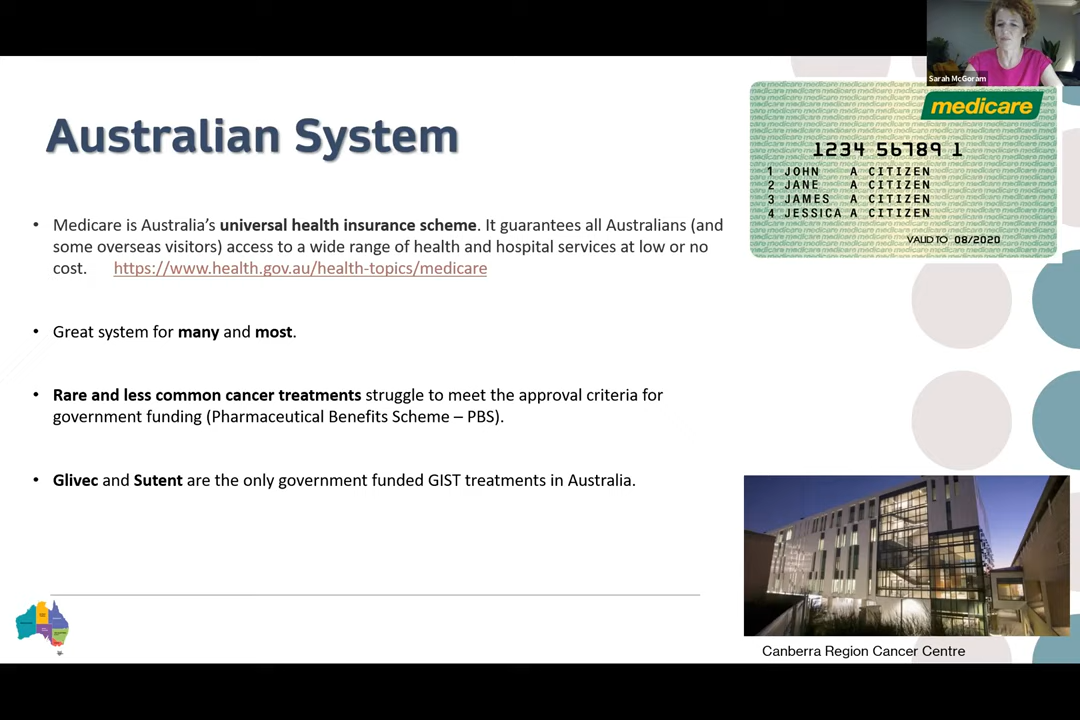 Sarah McGoram
Australian System
medicare
1234 56789 1
1 JOHN A CITIZEN
2 JANE A CITIZEN
3 JAMES A CITIZEN
4 JESSICA A CITIZEN
VALID TO 08/2020
• Medicare is Australia’s universal health insurance scheme. It guarantees all Australians (and
some overseas visitors) access to a wide range of health and hospital services at low or no
cost. https://www.health.gov.au/health-topics/medicare
• Great system for many and most.
• Rare and less common cancer treatments struggle to meet the approval criteria for
government funding (Pharmaceutical Benefits Scheme – PBS).
• Glivec and Sutent are the only government funded GIST treatments in Australia.
Canberra Region Cancer Centre